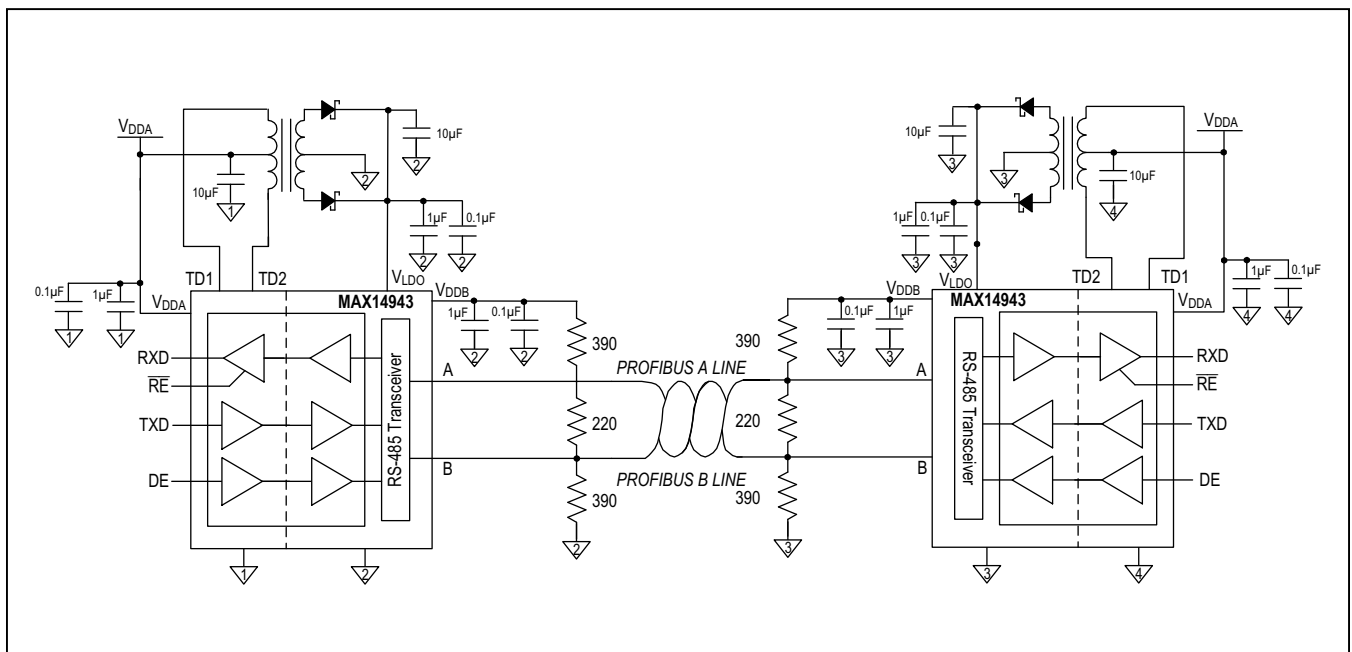 VDDA
10µF
2
10µF
1
2
1µF
0.1µF
2
2
TD1
TD2
VLDO
0.1µF
1µF
VDDA
1
1
MAX14943
VDDB
1µF
0.1µF
2
2
390
RXD
RE
TXD
DE
RS-485 Transceiver
A
B
220
390
1
2
2
PROFIBUS A LINE
PROFIBUS B LINE
10µF
3
3
VDDA
10µF
4
1µF
0.1µF
3
3
VLDO
TD2
TD1
1µF
0.1µF
VDDA
4
4
VDDB
MAX14943
0.1µF
1µF
3
3
390
A
B
220
390
RS-485 Transceiver
RXD
RE
TXD
DE
3
3
4